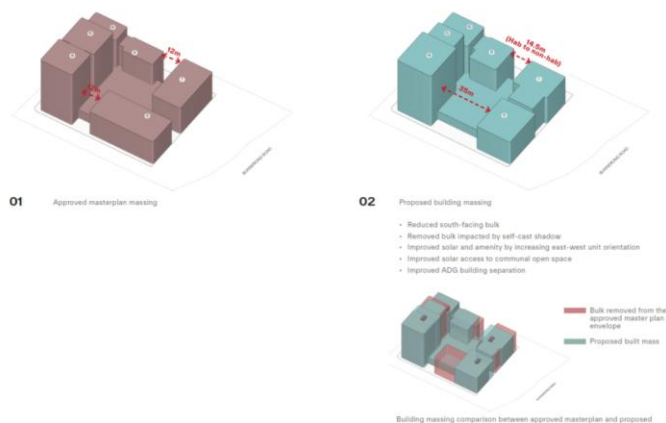 12m
12m
01 Approved masterplan massing
14.5m
(Hab to non-hab)
35m
02 Proposed building massing
• Reduced south-facing bulk
• Removed bulk impacted by self-cast shadow
• Improved solar and amenity by increasing east-west unit orientation
• Improved solar access to communal open space
• Improved ADG building separation
Bulk removed from the
approved master plan
envelope
Proposed built mass
Building massing comparison between approved masterplan and proposed